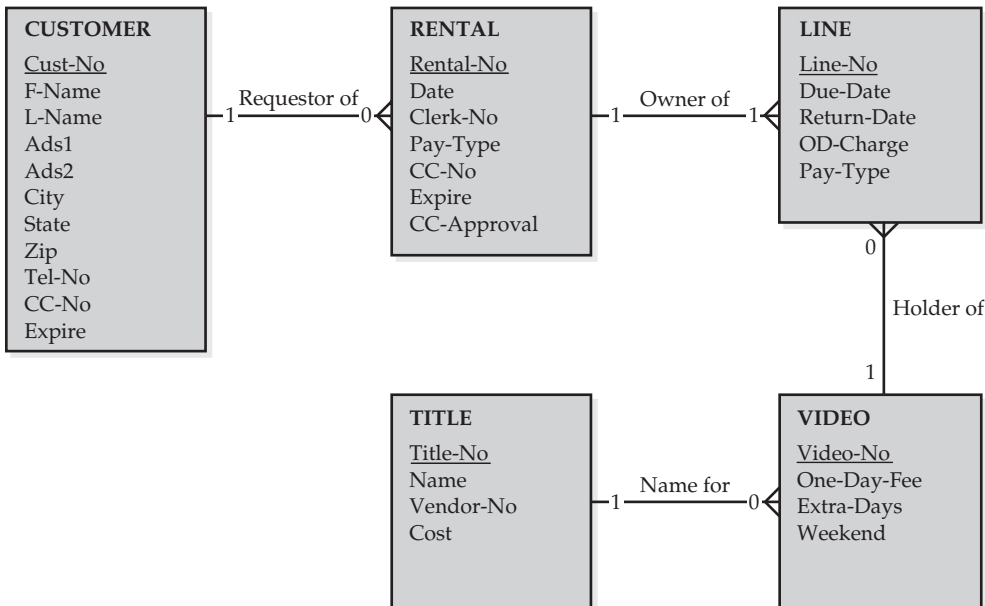 CUSTOMER
Cust-No
F-Name
L-Name
Ads1
Ads2
City
State
Zip
Tel-No
CC-No
Expire
1
Requestor of
0
RENTAL
Rental-No
Date
Clerk-No
Pay-Type
CC-No
Expire
CC-Approval
1
Owner of
1
LINE
Line-No
Due-Date
Return-Date
OD-Charge
Pay-Type
0
Holder of
1
TITLE
Title-No
Name
Vendor-No
Cost
1
Name for
0
VIDEO
Video-No
One-Day-Fee
Extra-Days
Weekend